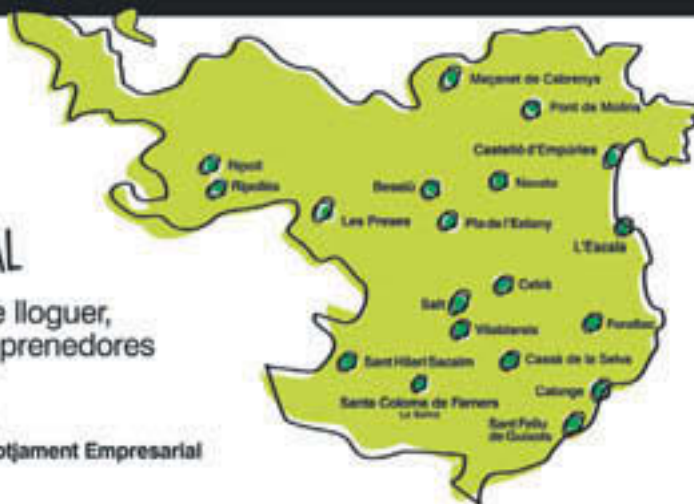 Maçanet de Cabrenys
Pont de Molins
Castelló d'Empúries
Ripoll
Ripollès
Besalú
Navata
Les Preses
Pla de l'Estany
L'Escala
AL
e lloguer,
prenedores
Celrà
Salt
Vilablareix
Forallac
Sant Hilari Sacalm
Cassà de la Selva
Santa Coloma de Farners
La Selva
Calonge
Sant Feliu
de Guíxols
otjament Empresarial